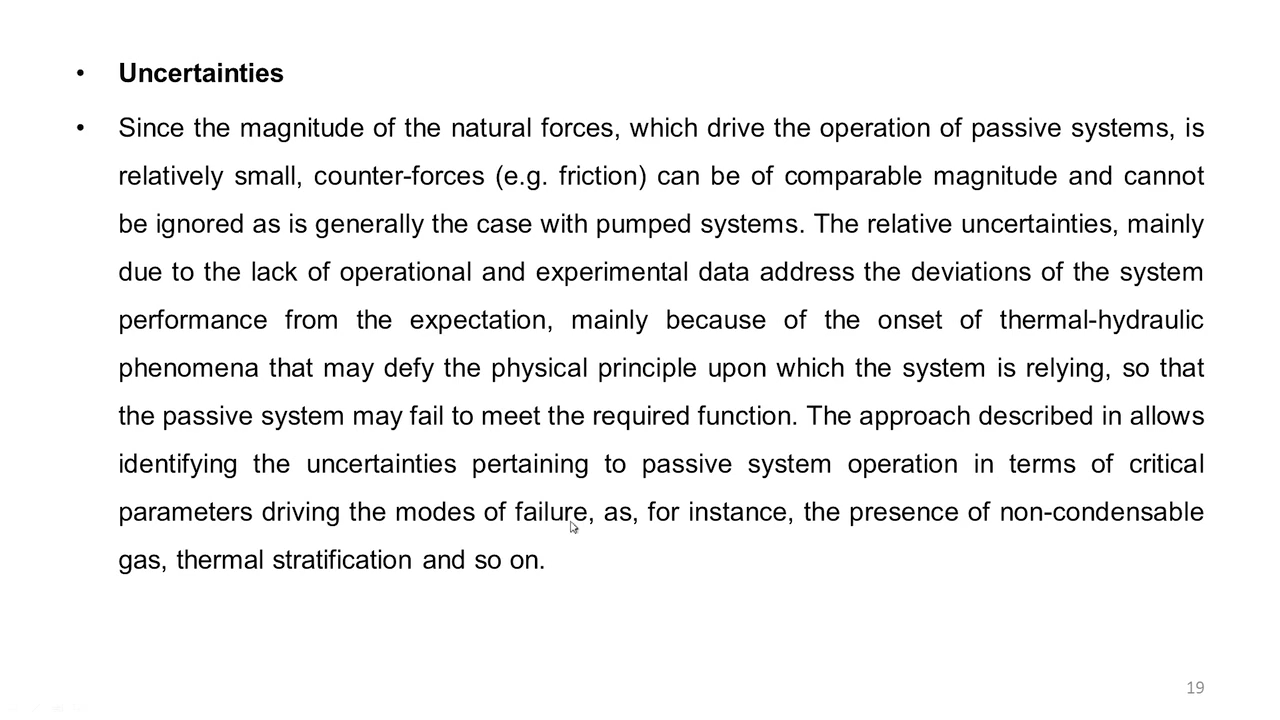 • Uncertainties
• Since the magnitude of the natural forces, which drive the operation of passive systems, is
relatively small, counter-forces (e.g. friction) can be of comparable magnitude and cannot
be ignored as is generally the case with pumped systems. The relative uncertainties, mainly
due to the lack of operational and experimental data address the deviations of the system
performance from the expectation, mainly because of the onset of thermal-hydraulic
phenomena that may defy the physical principle upon which the system is relying, so that
the passive system may fail to meet the required function. The approach described in allows
identifying the uncertainties pertaining to passive system operation in terms of critical
parameters driving the modes of failure, as, for instance, the presence of non-condensable
gas, thermal stratification and so on.
19